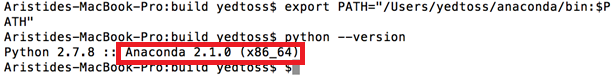 Aristides-MacBook-Pro:build yedtoss$ export PATH="/Users/yedtoss/anaconda/bin:$P
ATH"
Aristides-MacBook-Pro:build yedtoss$ python --version
Python 2.7.8 :: Anaconda 2.1.0 (x86_64)
Aristides-MacBook-Pro:build yedtoss$ $